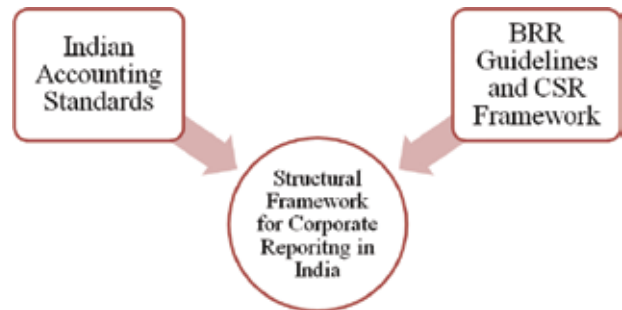 Indian
Accounting
Standards
BRR
Guidelines
and CSR
Framework
Structural
Framework
for Corporate
Reporitng in
India